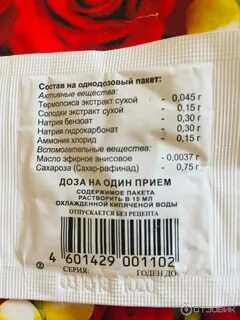 Состав на однодозовый пакет:
Активные вещества:
Термопсиса экстракт сухой - 0,045 г
Солодки экстракт сухой - 0,15 г
Натрия бензоат - 0,30 г
Натрия гидрокарбонат - 0,30 г
Аммония хлорид - 0,15 г
Вспомогательные вещества:
Масло эфирное анисовое - 0,0037 г
Сахароза (Сахар-рафинад) - 0,75 г
ДОЗА НА ОДИН ПРИЕМ
СОДЕРЖИМОЕ ПАКЕТА
РАСТВОРИТЬ В 15 МЛ
ОХЛАЖДЕННОЙ КИПЯЧЕНОЙ ВОДЫ
ОТПУСКАЕТСЯ БЕЗ РЕЦЕПТА
4 601429 001102
СЕРИЯ: ГОДЕН ДО:
ОТЗОВИК